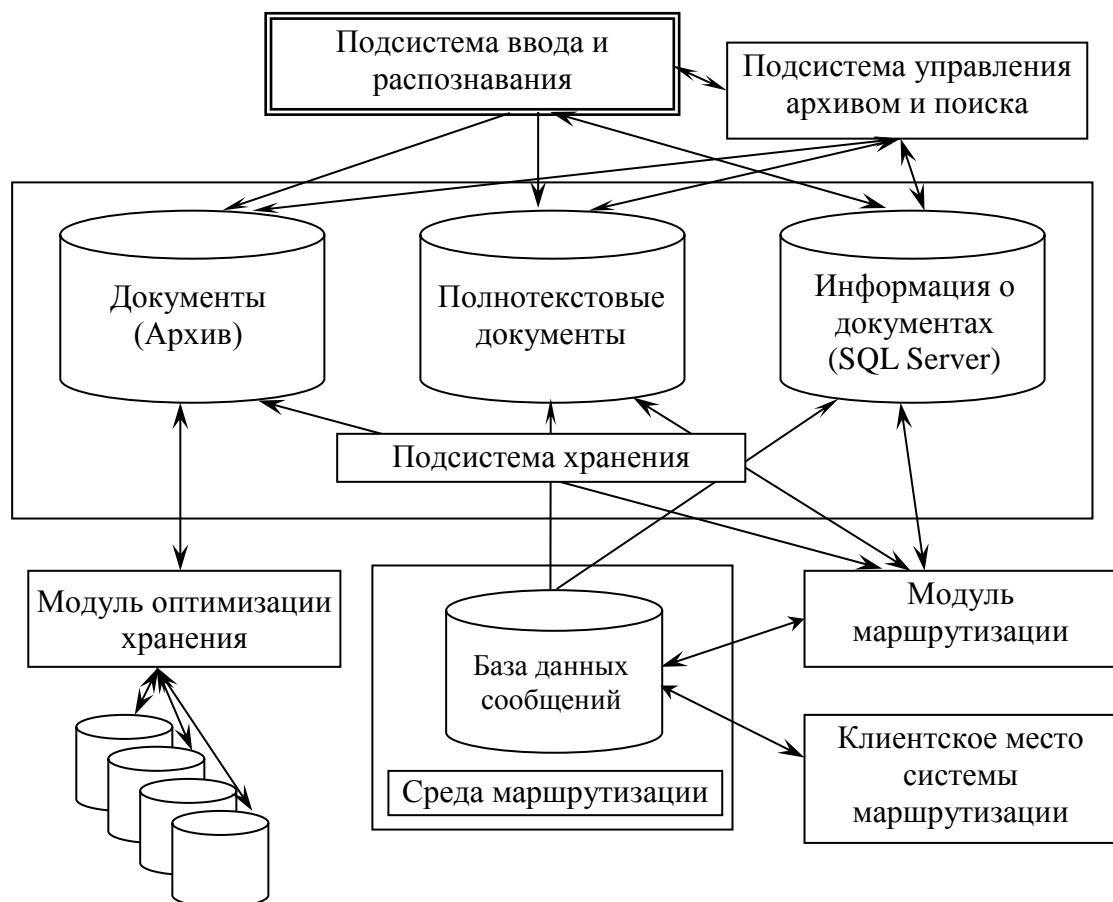 Подсистема ввода и
распознавания
Подсистема управления
архивом и поиска
Документы
(Архив)
Полнотекстовые
документы
Информация о
документах
(SQL Server)
Подсистема хранения
Модуль оптимизации
хранения
База данных
сообщений
Среда маршрутизации
Модуль
маршрутизации
Клиентское место
системы
маршрутизации